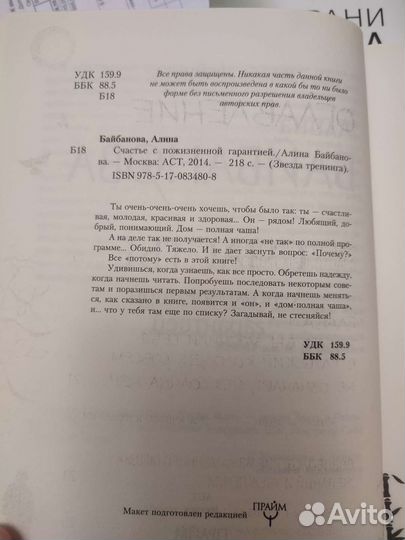 УДК 159.9
ББК 88.5
Б18
Все права защищены. Никакая часть данной книги
не может быть воспроизведена в какой бы то ни было
форме без письменного разрешения владельцев
авторских прав.
Байбанова, Алина
Б18 Счастье с пожизненной гарантией./Алина Байбано-
ва. — Москва: АСТ, 2014. — 218 с. — (Звезда тренинга).
ISBN 978-5-17-083480-8
Ты очень-очень-очень хочешь, чтобы было так: ты — счастли-
вая, молодая, красивая и здоровая... Он — рядом! Любящий, до-
брый, понимающий. Дом — полная чаша!
А на деле так не получается! А иногда «не так» по полной про-
грамме... Обидно. Тяжело. И не дает заснуть вопрос: «Почему?»
Все «потому» есть в этой книге!
Удивишься, когда узнаешь, как все просто. Обретешь надежду,
когда начнешь читать. Попробуешь последовать некоторым сове-
там и поразишься первым результатам. А когда начнешь менять-
ся, как сказано в книге, появится и «он», и «дом-полная чаша»,
и... что у тебя там еще по списку? Загадывай, не стесняйся!
УДК 159.9
ББК 88.5
Макет подготовлен редакцией ПРАЙМ
Avito